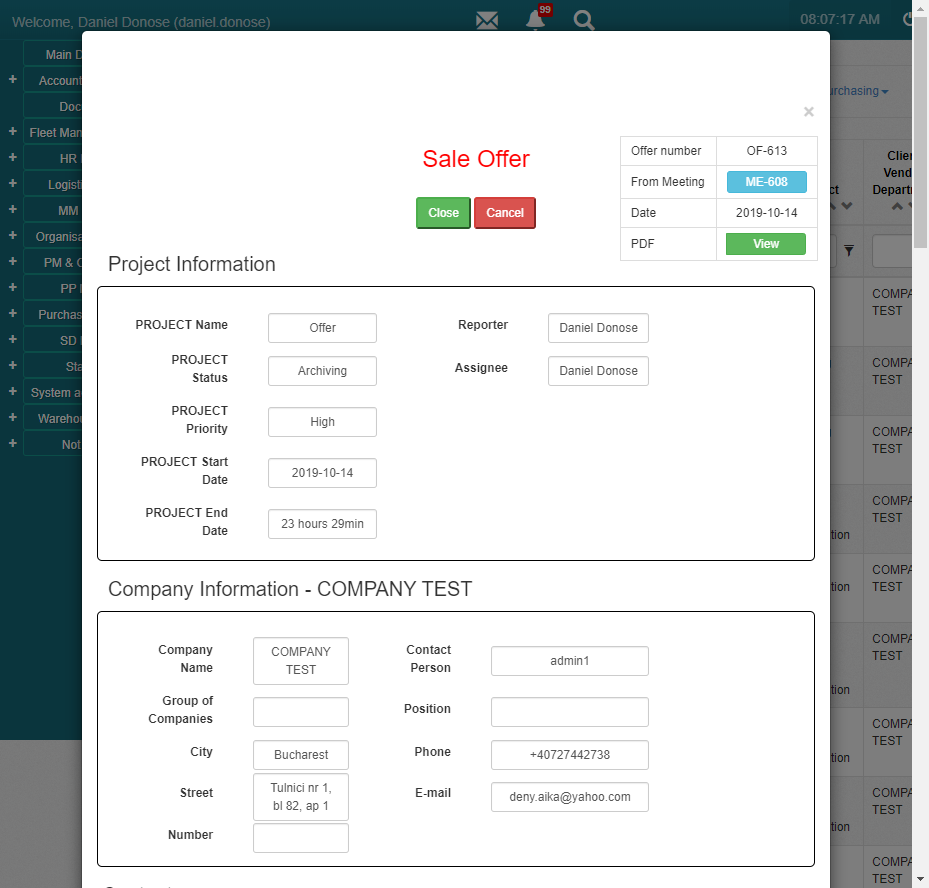 Welcome, Daniel Donose (daniel.donose)
99
08:07:17 AM
Main D
Account
Doc
Fleet Man
HR
Logisti
MM
Organisa
PM & C
PP
Purchas
SD
Sta
System a
Warehou
Not
urchasing
×
Sale Offer
Close
Cancel
Offer number OF-613
From Meeting ME-608
Date 2019-10-14
PDF View
Project Information
PROJECT Name Offer
Reporter Daniel Donose
PROJECT
Status
Archiving
Assignee Daniel Donose
PROJECT
Priority
High
PROJECT Start
Date
2019-10-14
PROJECT End
Date
23 hours 29min
Company Information - COMPANY TEST
Company
Name
COMPANY
TEST
Contact
Person
admin1
Group of
Companies
Position
City Bucharest
Phone +40727442738
Street
Tulnici nr 1,
bl 82, ap 1
E-mail deny.aika@yahoo.com
Number
Clien
Vend
ct Departm
COMPA
TEST
COMPA
TEST
COMPA
TEST
COMPA
TEST
tion
COMPA
TEST
tion
COMPA
TEST
tion
COMPA
TEST
tion
COMPA
TEST
tion
COMPA
TEST